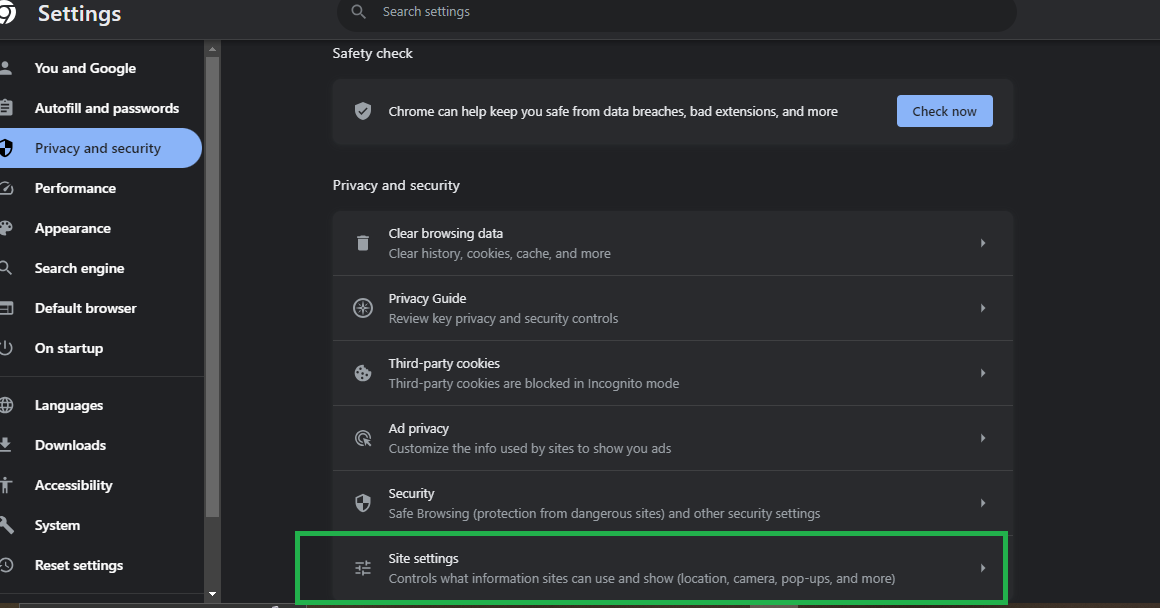 Settings
Search settings
You and Google
Autofill and passwords
Privacy and security
Performance
Appearance
Search engine
Default browser
On startup
Languages
Downloads
Accessibility
System
Reset settings
Safety check
Chrome can help keep you safe from data breaches, bad extensions, and more
Check now
Privacy and security
Clear browsing data
Clear history, cookies, cache, and more
Privacy Guide
Review key privacy and security controls
Third-party cookies
Third-party cookies are blocked in Incognito mode
Ad privacy
Customize the info used by sites to show you ads
Security
Safe Browsing (protection from dangerous sites) and other security settings
Site settings
Controls what information sites can use and show (location, camera, pop-ups, and more)